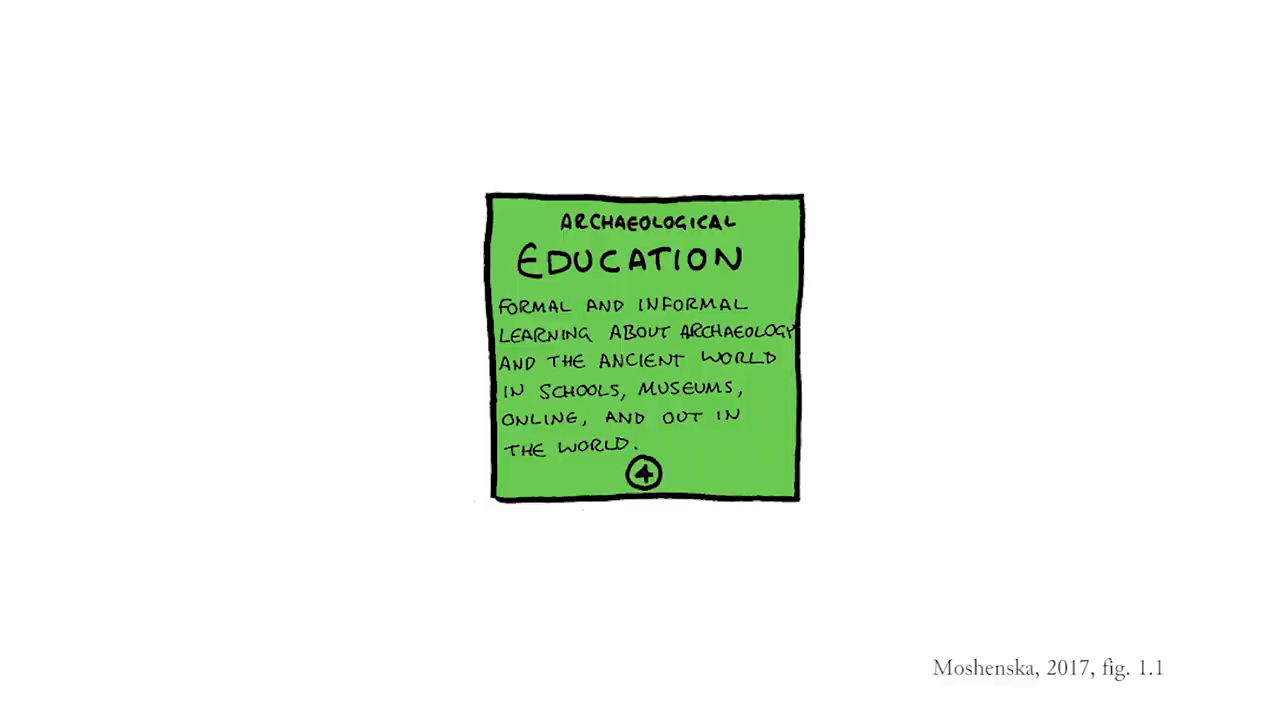 ARCHAEOLOGICAL
EDUCATION
FORMAL AND INFORMAL
LEARNING ABOUT ARCHAEOLOGY
AND THE ANCIENT WORLD
IN SCHOOLS, MUSEUMS,
ONLINE, AND OUT IN
THE WORLD.
4
Moshenska, 2017, fig. 1.1